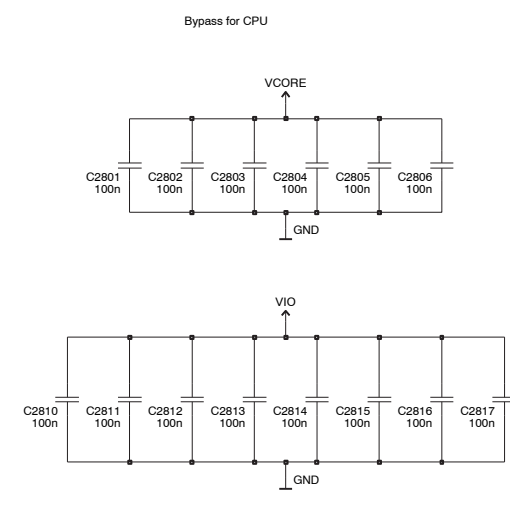 Bypass for CPU
VCORE
C2801 C2802 C2803 C2804 C2805 C2806
100n 100n 100n 100n 100n 100n
GND
VIO
C2810 C2811 C2812 C2813 C2814 C2815 C2816 C2817
100n 100n 100n 100n 100n 100n 100n 100n
GND